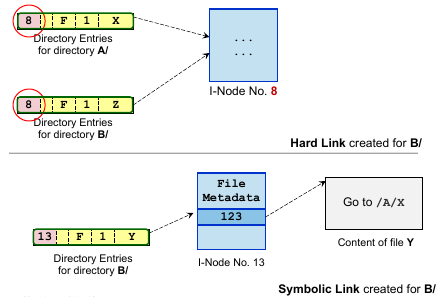 8 F 1 X
Directory Entries
for directory A/
...
...
I-Node No. 8
8 F 1 Z
Directory Entries
for directory B/
Hard Link created for B/
File
Metadata
123
Go to /A/X
13 F 1 Y
Content of file Y
Directory Entries
for directory B/
I-Node No. 13
Symbolic Link created for B/